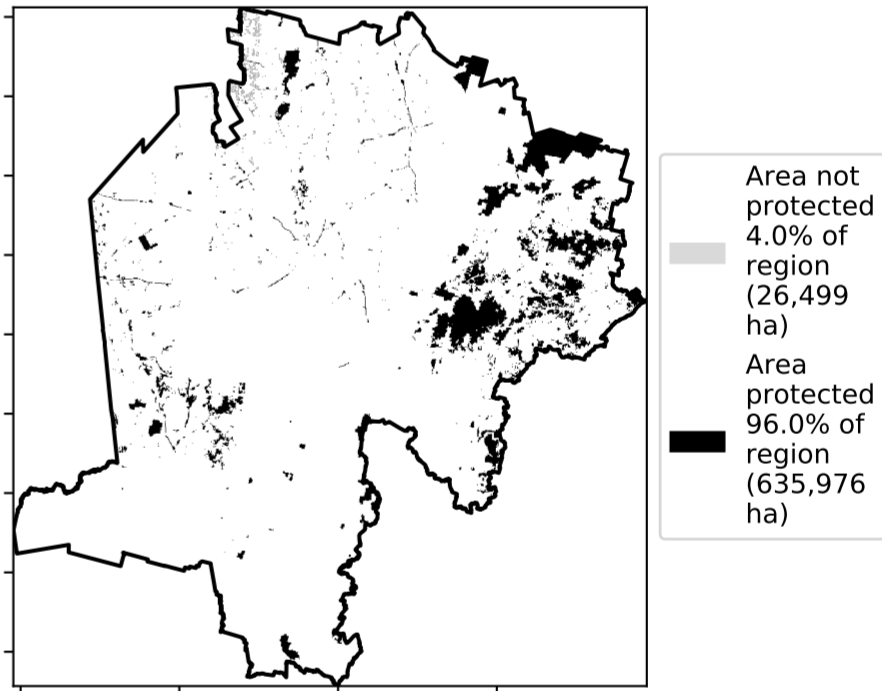 Area not
protected
4.0% of
region
(26,499
ha)
Area
protected
96.0% of
region
(635,976
ha)